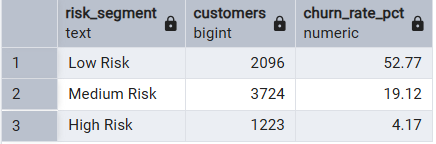 risk_segment customers churn_rate_pct
text bigint numeric
1 Low Risk 2096 52.77
2 Medium Risk 3724 19.12
3 High Risk 1223 4.17